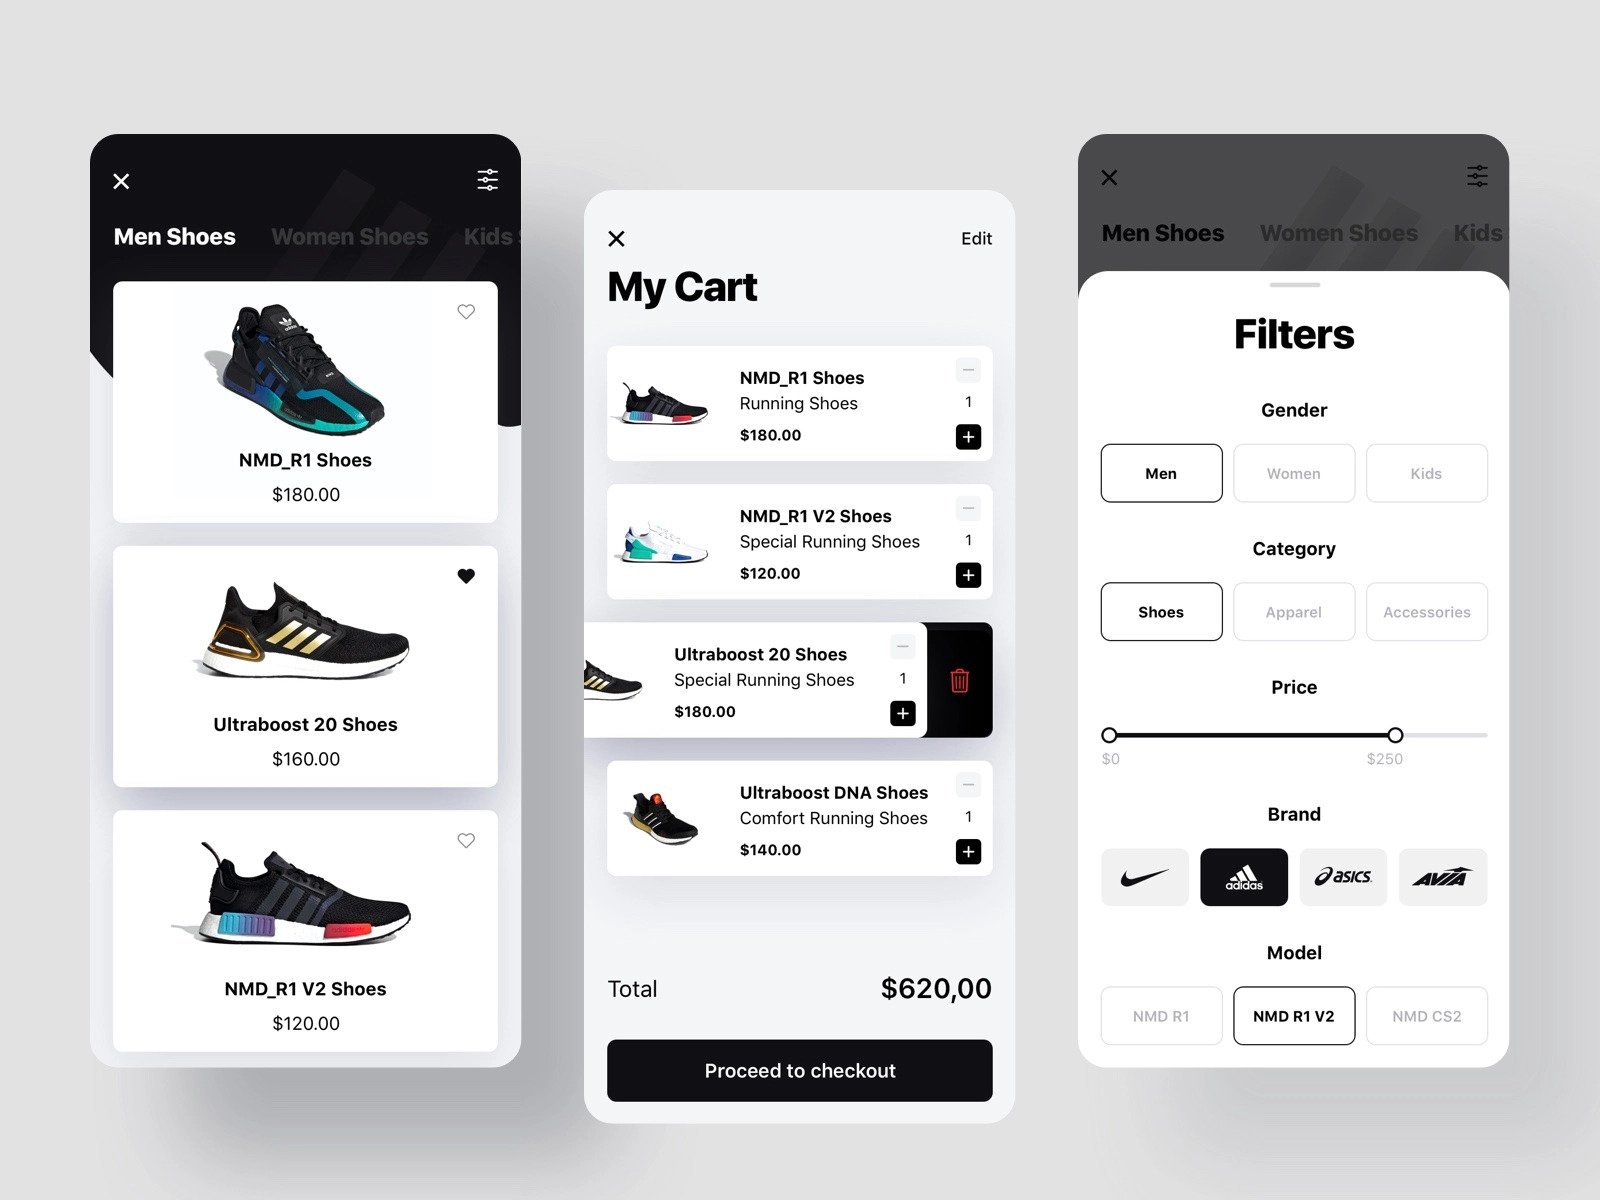 Men Shoes Women Shoes Kids
NMD_R1 Shoes
$180.00
Ultraboost 20 Shoes
$160.00
NMD_R1 V2 Shoes
$120.00
Edit
My Cart
NMD_R1 Shoes
Running Shoes
1
$180.00
NMD_R1 V2 Shoes
Special Running Shoes
1
$120.00
Ultraboost 20 Shoes
Special Running Shoes
1
$180.00
Ultraboost DNA Shoes
Comfort Running Shoes
1
$140.00
Total $620,00
Proceed to checkout
Men Shoes Women Shoes Kids
Filters
Gender
Men Women Kids
Category
Shoes Apparel Accessories
Price
$0 $250
Brand
adidas asics AVIA
Model
NMD R1 NMD R1 V2 NMD CS2